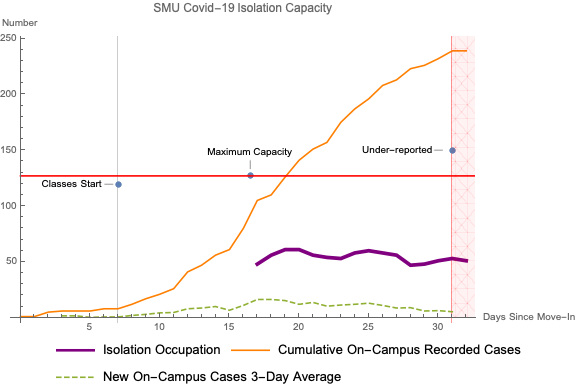 SMU Covid-19 Isolation Capacity
Number
250
200
150
100
50
Maximum Capacity
Under-reported
Classes Start
5
10
15
20
25
30
Days Since Move-In
Isolation Occupation
Cumulative On-Campus Recorded Cases
New On-Campus Cases 3-Day Average